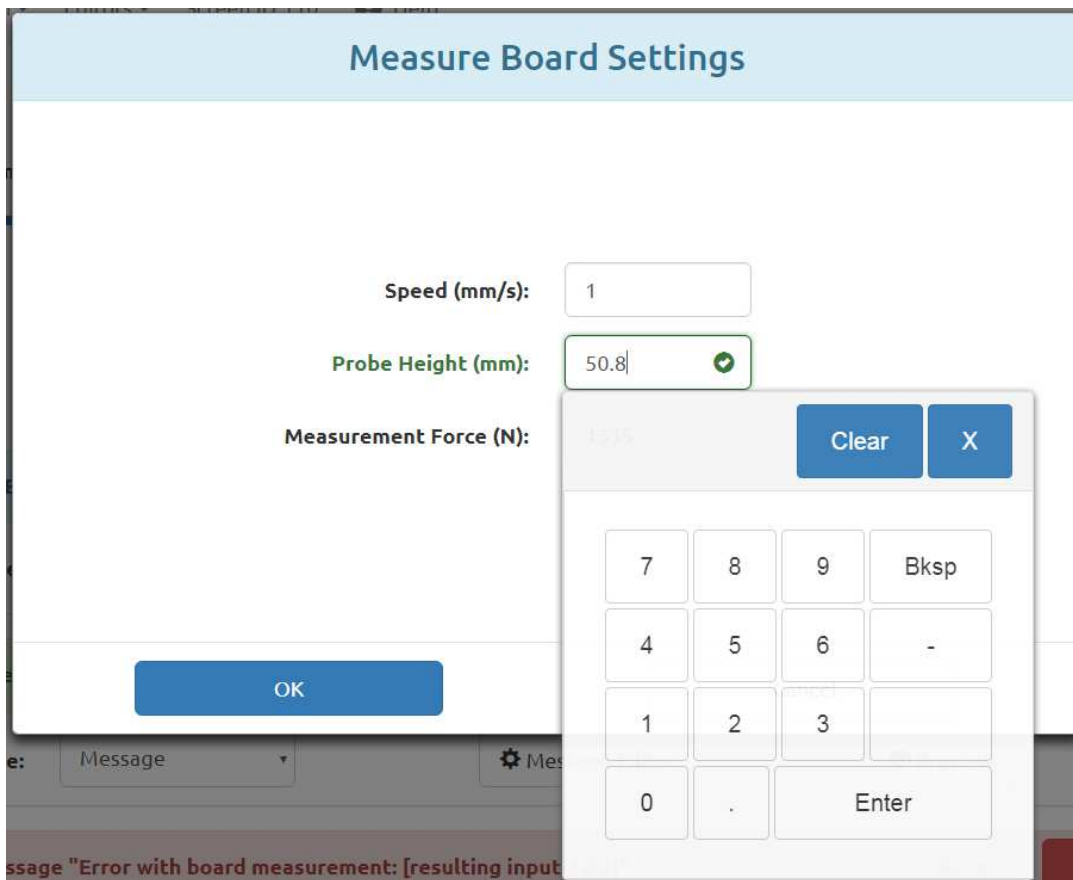 Measure Board Settings
Speed (mm/s): 1
Probe Height (mm): 50.8
Measurement Force (N):
Clear X
7 8 9 Bksp
4 5 6 -
OK
1 2 3
e: Message
0 . Enter
ssage "Error with board measurement: [resulting input